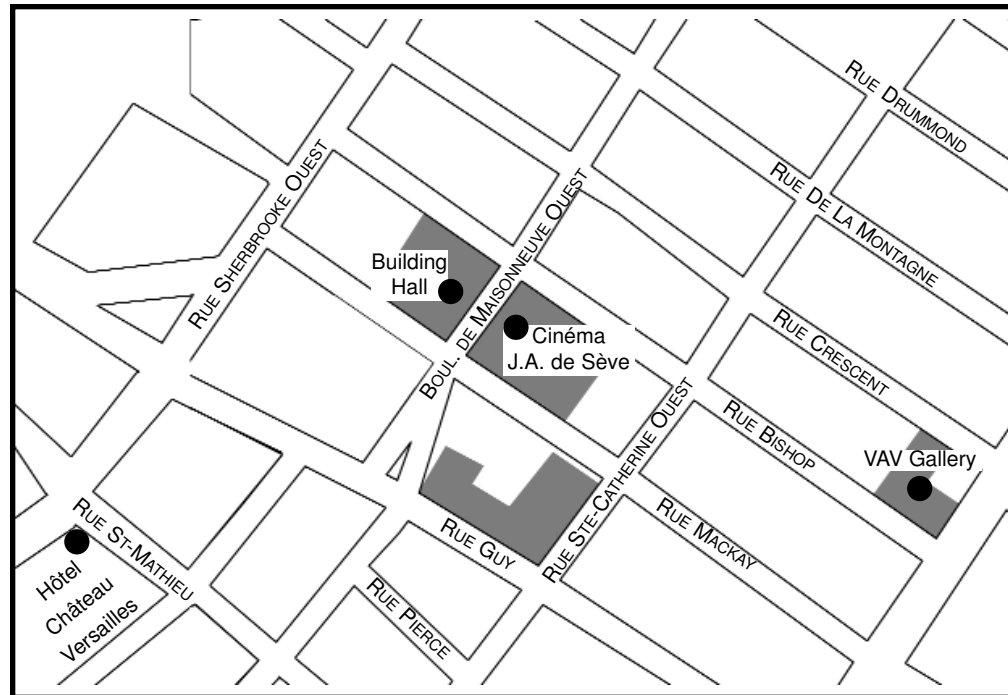 RUE DRUMMOND
RUE SHERBROOKE OUEST
BOUL. DE MAISONNEUVE OUEST
RUE DE LA MONTAGNE
Building
Hall
Cinéma
J.A. de Sève
RUE CRESCENT
RUE STE-CATHERINE OUEST
RUE BISHOP
VAV Gallery
RUE MACKAY
RUE ST-MATHIEU
RUE GUY
RUE PIERCE
Hôtel
Château
Versailles